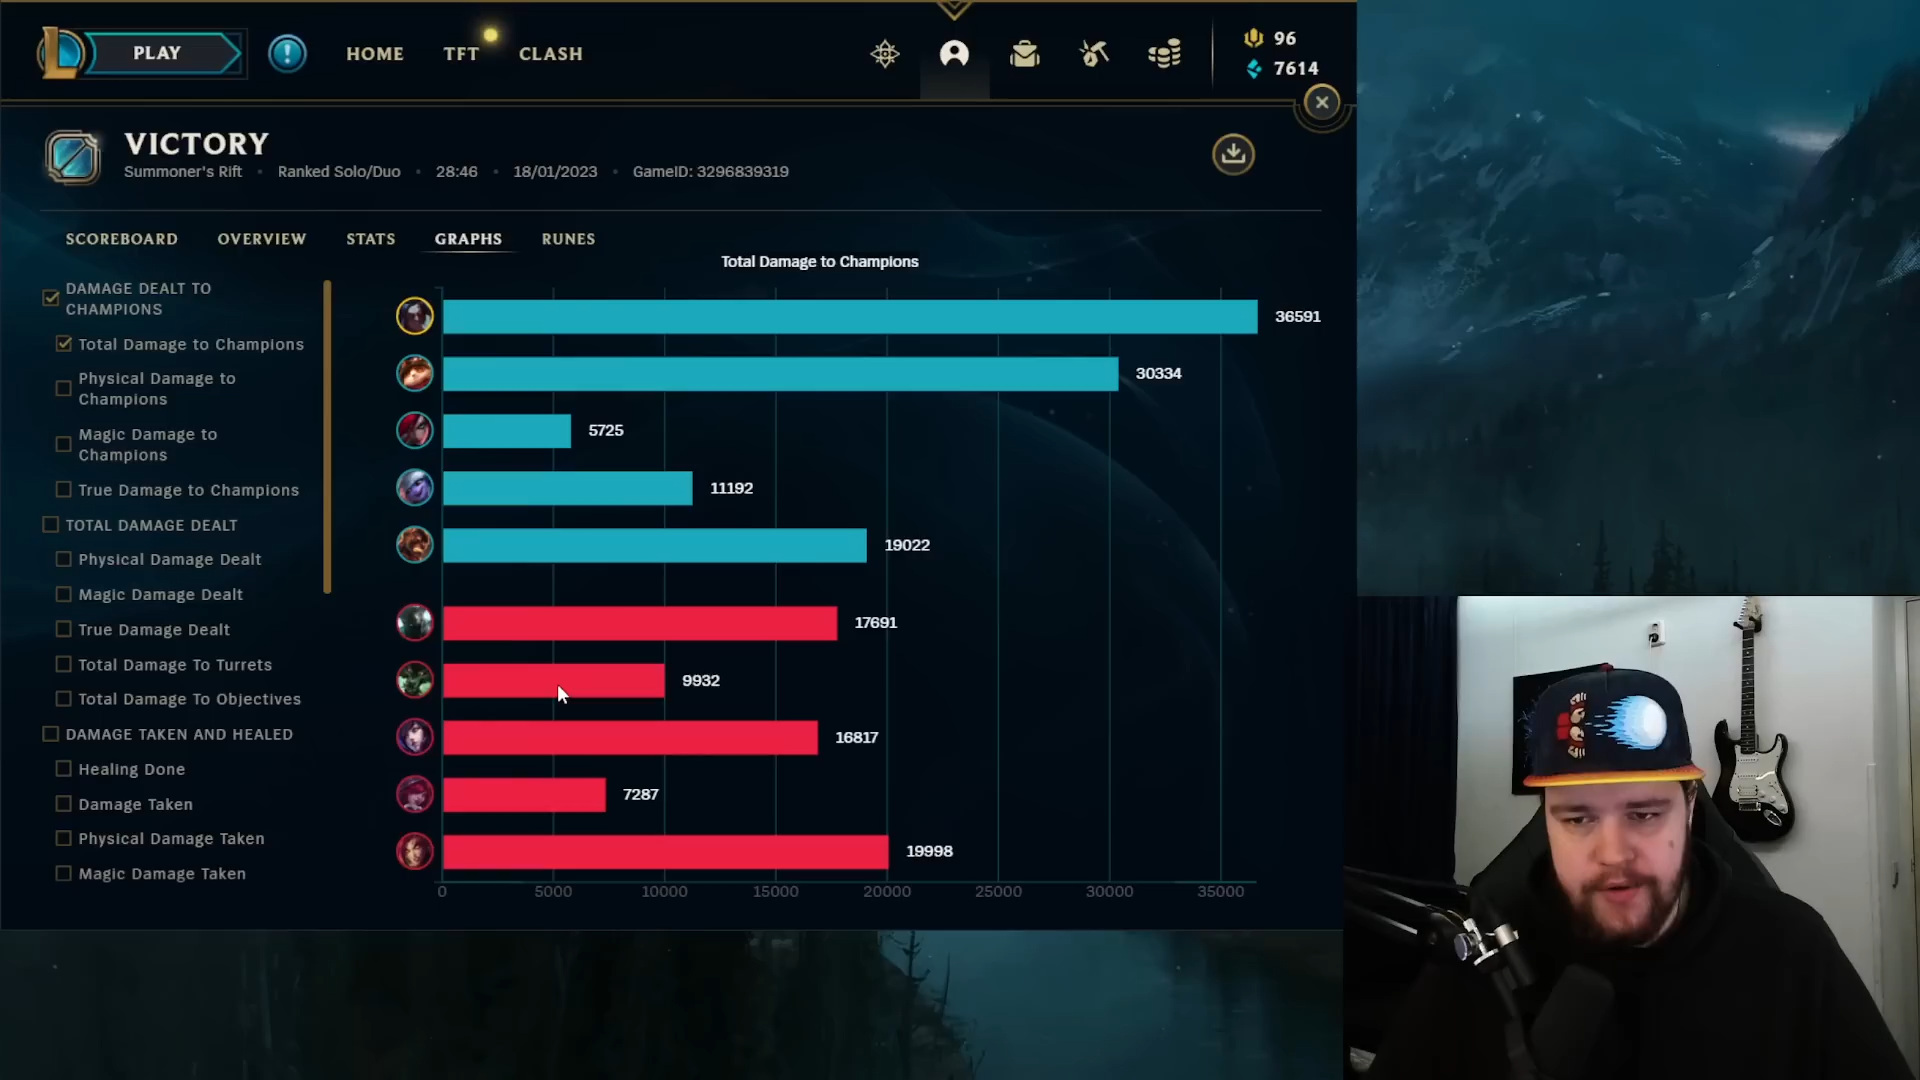 PLAY
HOME
TFT
CLASH
96
7614
VICTORY
Summoner's Rift • Ranked Solo/Duo • 28:46 • 18/01/2023 • GameID: 3296839319
SCOREBOARD
OVERVIEW
STATS
GRAPHS
RUNES
DAMAGE DEALT TO
CHAMPIONS
Total Damage to Champions
Physical Damage to
Champions
Magic Damage to
Champions
True Damage to Champions
TOTAL DAMAGE DEALT
Physical Damage Dealt
Magic Damage Dealt
True Damage Dealt
Total Damage To Turrets
Total Damage To Objectives
DAMAGE TAKEN AND HEALED
Healing Done
Damage Taken
Physical Damage Taken
Magic Damage Taken
Total Damage to Champions
36591
30334
5725
11192
19022
17691
9932
16817
7287
19998
0 5000 10000 15000 20000 25000 30000 35000